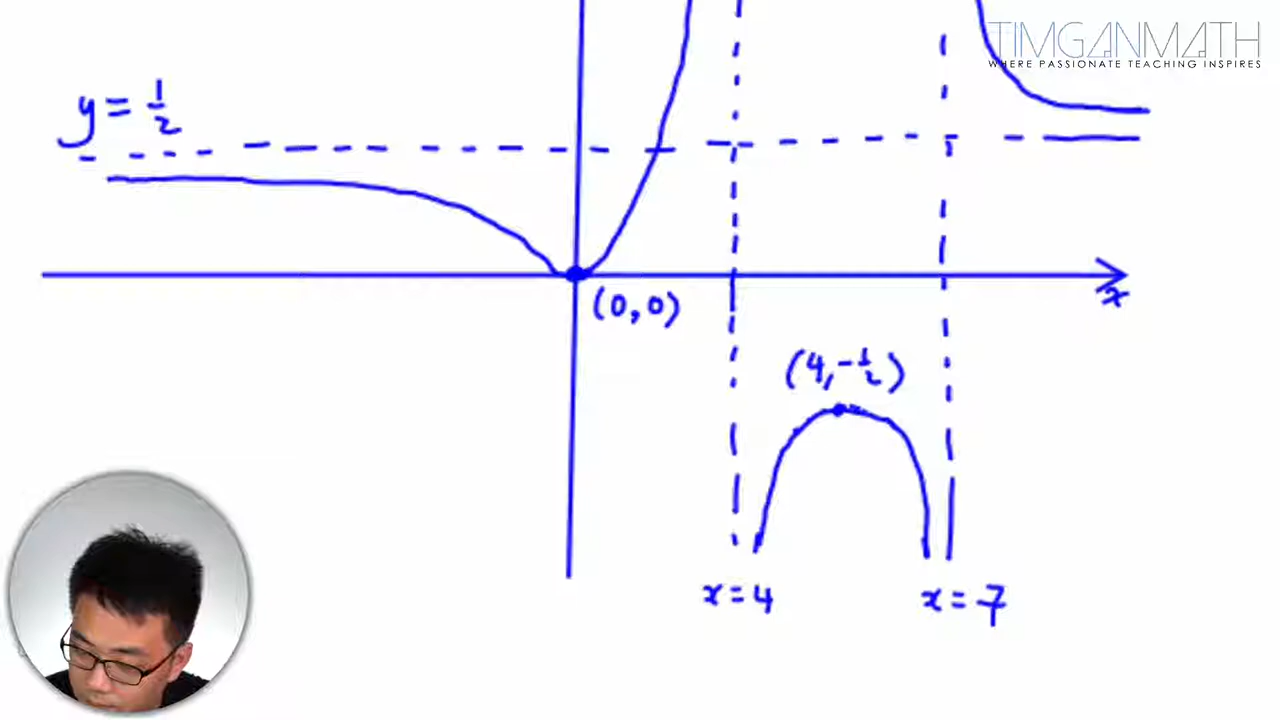 TIMGANMATH
WHERE PASSIONATE TEACHING INSPIRES
y = 1/2
x
(0, 0)
(4, -1/2)
x = 4
x = 7